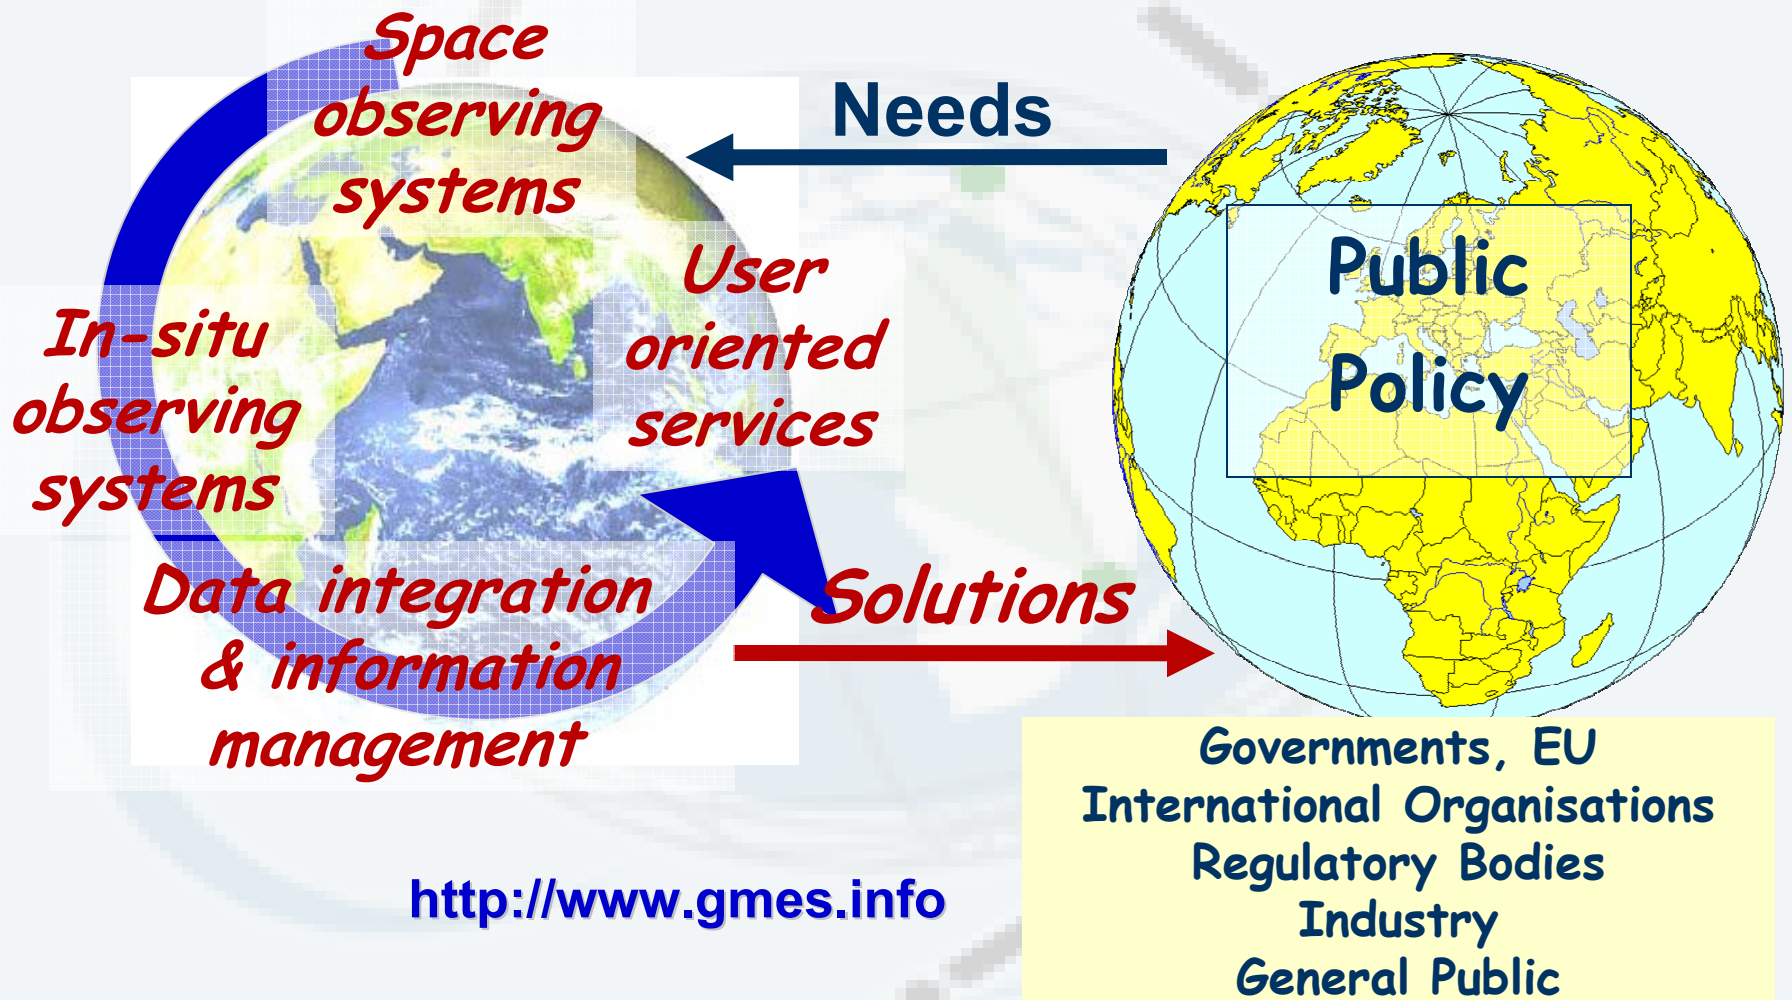 Space
observing
systems
In-situ
observing
systems
Data integration
& information
management
User
oriented
services
Needs
Solutions
Public
Policy
Governments, EU
International Organisations
Regulatory Bodies
Industry
General Public
http://www.gmes.info